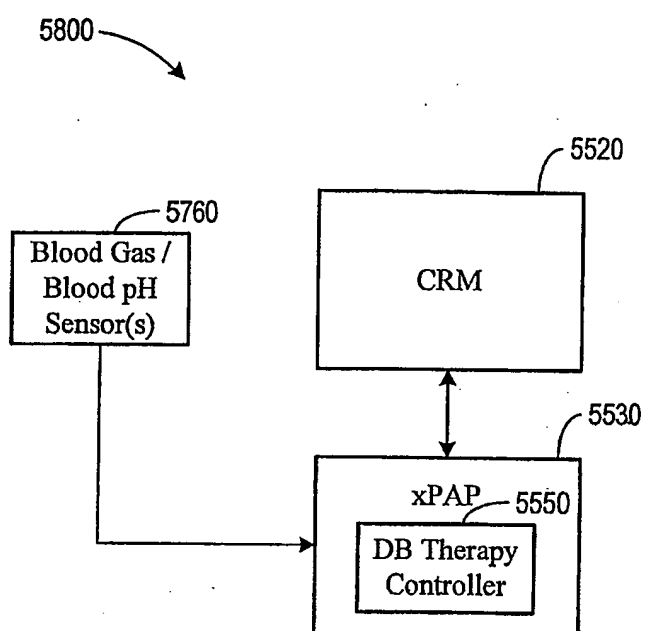 5800
5520
5760
Blood Gas /
Blood pH
Sensor(s)
CRM
5530
xPAP
5550
DB Therapy
Controller